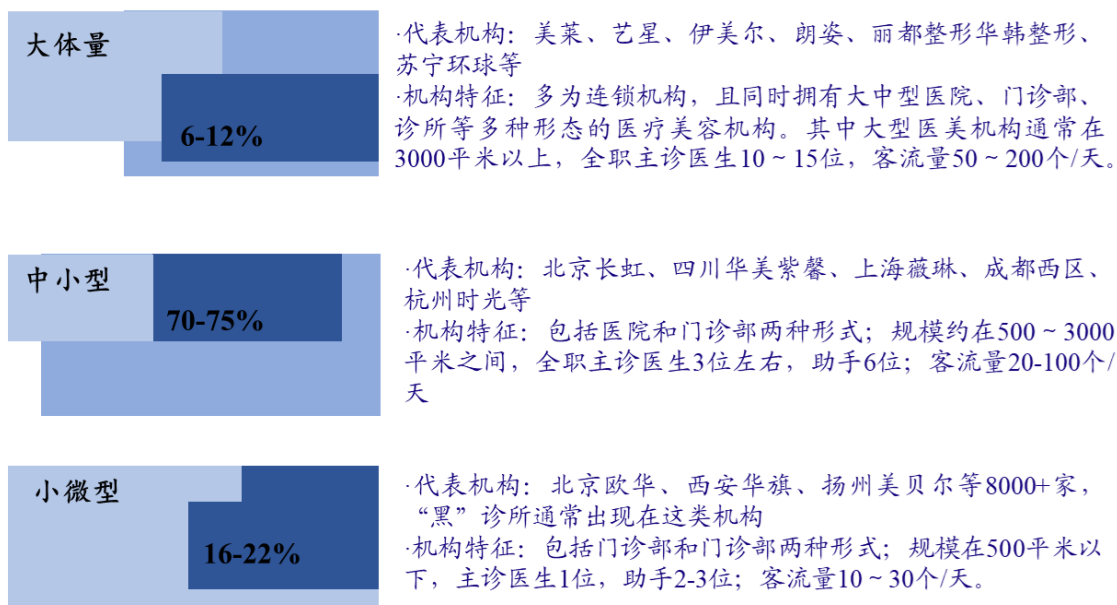 大体量
6-12%
·代表机构：美莱、艺星、伊美尔、朗姿、丽都整形华韩整形、
苏宁环球等
·机构特征：多为连锁机构，且同时拥有大中型医院、门诊部、
诊所等多种形态的医疗美容机构。其中大型医美机构通常在
3000平米以上，全职主诊医生10～15位，客流量50～200个/天。
中小型
70-75%
·代表机构：北京长虹、四川华美紫馨、上海薇琳、成都西区、
杭州时光等
·机构特征：包括医院和门诊部两种形式；规模约在500～3000
平米之间，全职主诊医生3位左右，助手6位；客流量20-100个/
天
小微型
16-22%
·代表机构：北京欧华、西安华旗、扬州美贝尔等8000+家，
“黑”诊所通常出现在这类机构
·机构特征：包括门诊部和门诊部两种形式；规模在500平米以
下，主诊医生1位，助手2-3位；客流量10～30个/天。